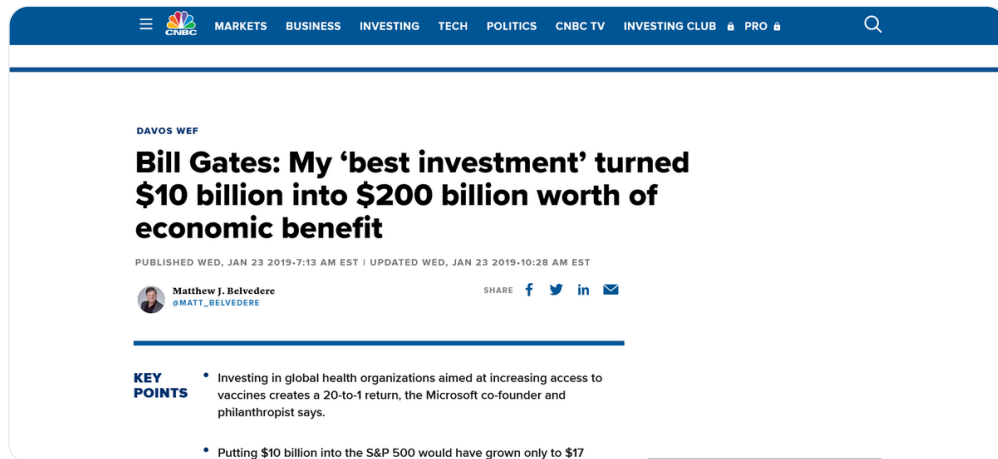 CNBC
MARKETS BUSINESS INVESTING TECH POLITICS CNBC TV INVESTING CLUB PRO
DAVOS WEF
Bill Gates: My ‘best investment’ turned
$10 billion into $200 billion worth of
economic benefit
PUBLISHED WED, JAN 23 2019•7:13 AM EST | UPDATED WED, JAN 23 2019•10:28 AM EST
Matthew J. Belvedere
@MATT_BELVEDERE
SHARE
KEY
POINTS
• Investing in global health organizations aimed at increasing access to
vaccines creates a 20-to-1 return, the Microsoft co-founder and
philanthropist says.
• Putting $10 billion into the S&P 500 would have grown only to $17